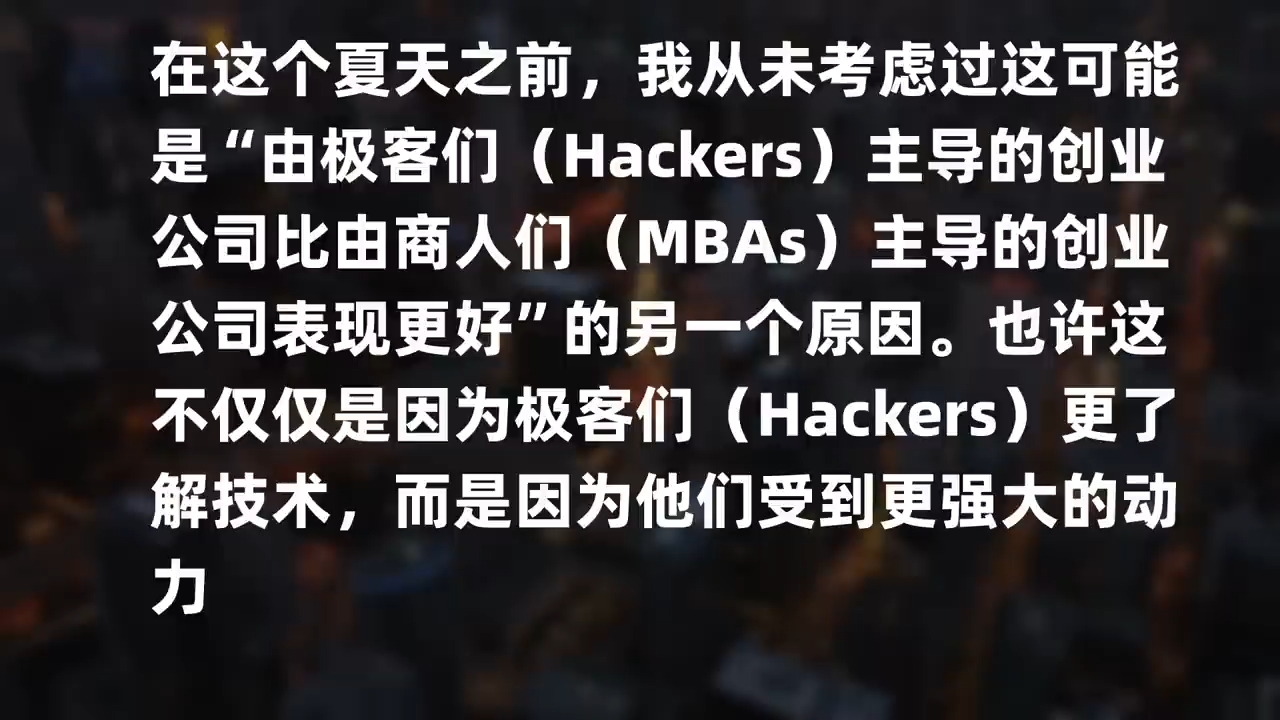 在这个夏天之前，我从未考虑过这可能
是“由极客们（Hackers）主导的创业
公司比由商人们（MBAs）主导的创业
公司表现更好”的另一个原因。也许这
不仅仅是因为极客们（Hackers）更了
解技术，而是因为他们受到更强大的动
力